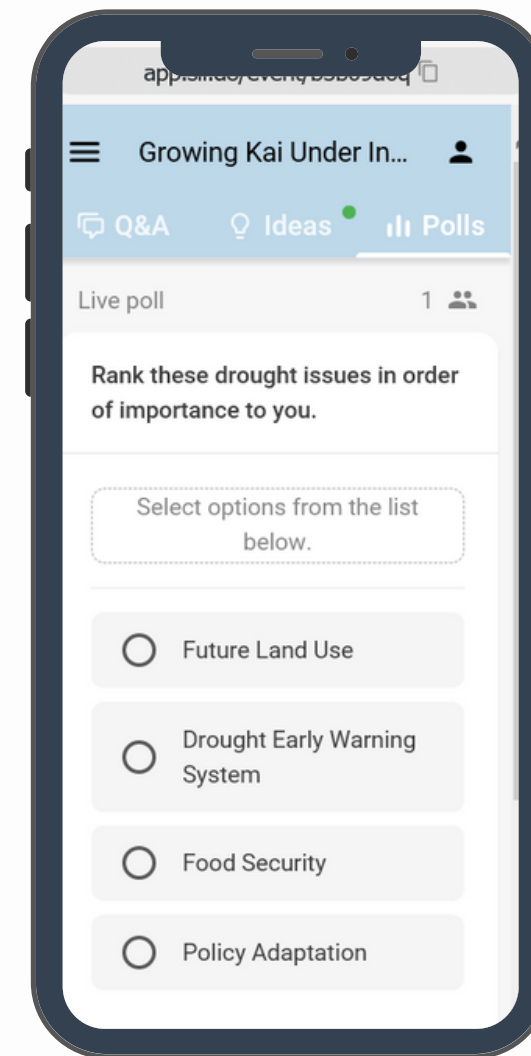 Growing Kai Under In...
Q&A
Ideas
Polls
Live poll
1
Rank these drought issues in order
of importance to you.
Select options from the list
below.
Future Land Use
Drought Early Warning
System
Food Security
Policy Adaptation